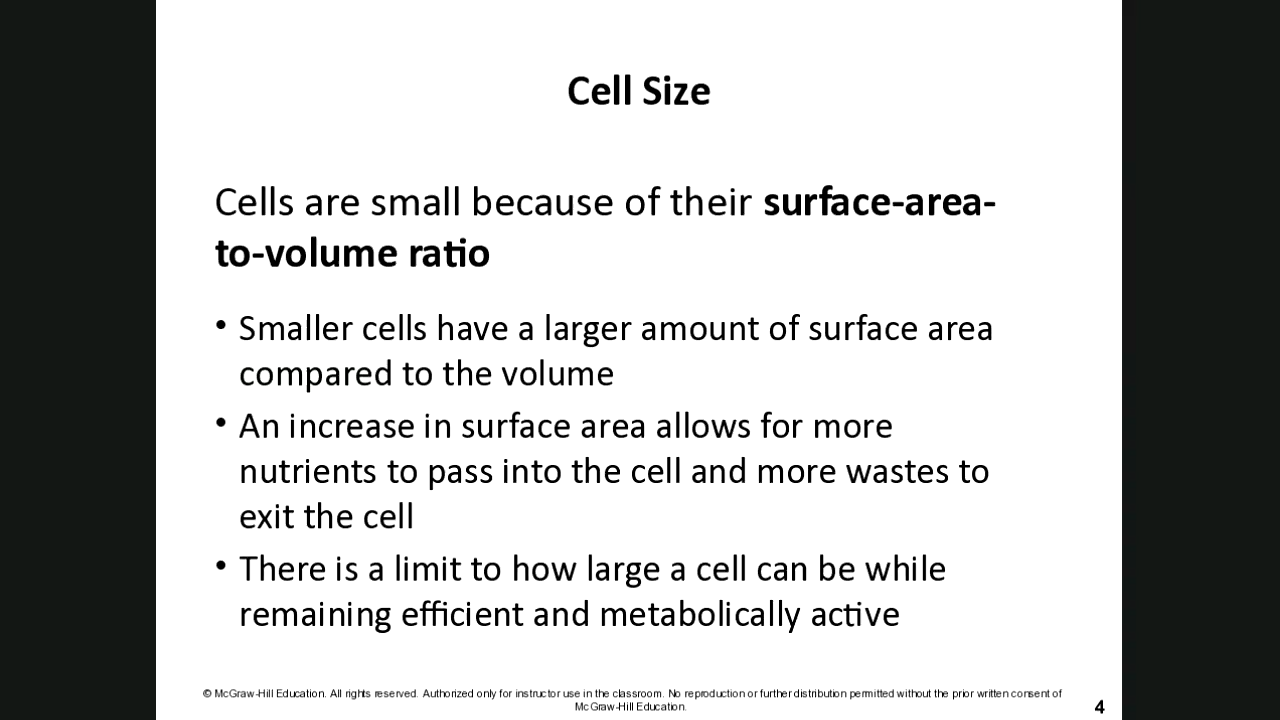 Cell Size
Cells are small because of their surface-area-
to-volume ratio
• Smaller cells have a larger amount of surface area
compared to the volume
• An increase in surface area allows for more
nutrients to pass into the cell and more wastes to
exit the cell
• There is a limit to how large a cell can be while
remaining efficient and metabolically active
© McGraw-Hill Education. All rights reserved. Authorized only for instructor use in the classroom. No reproduction or further distribution permitted without the prior written consent of
McGraw-Hill Education.
4